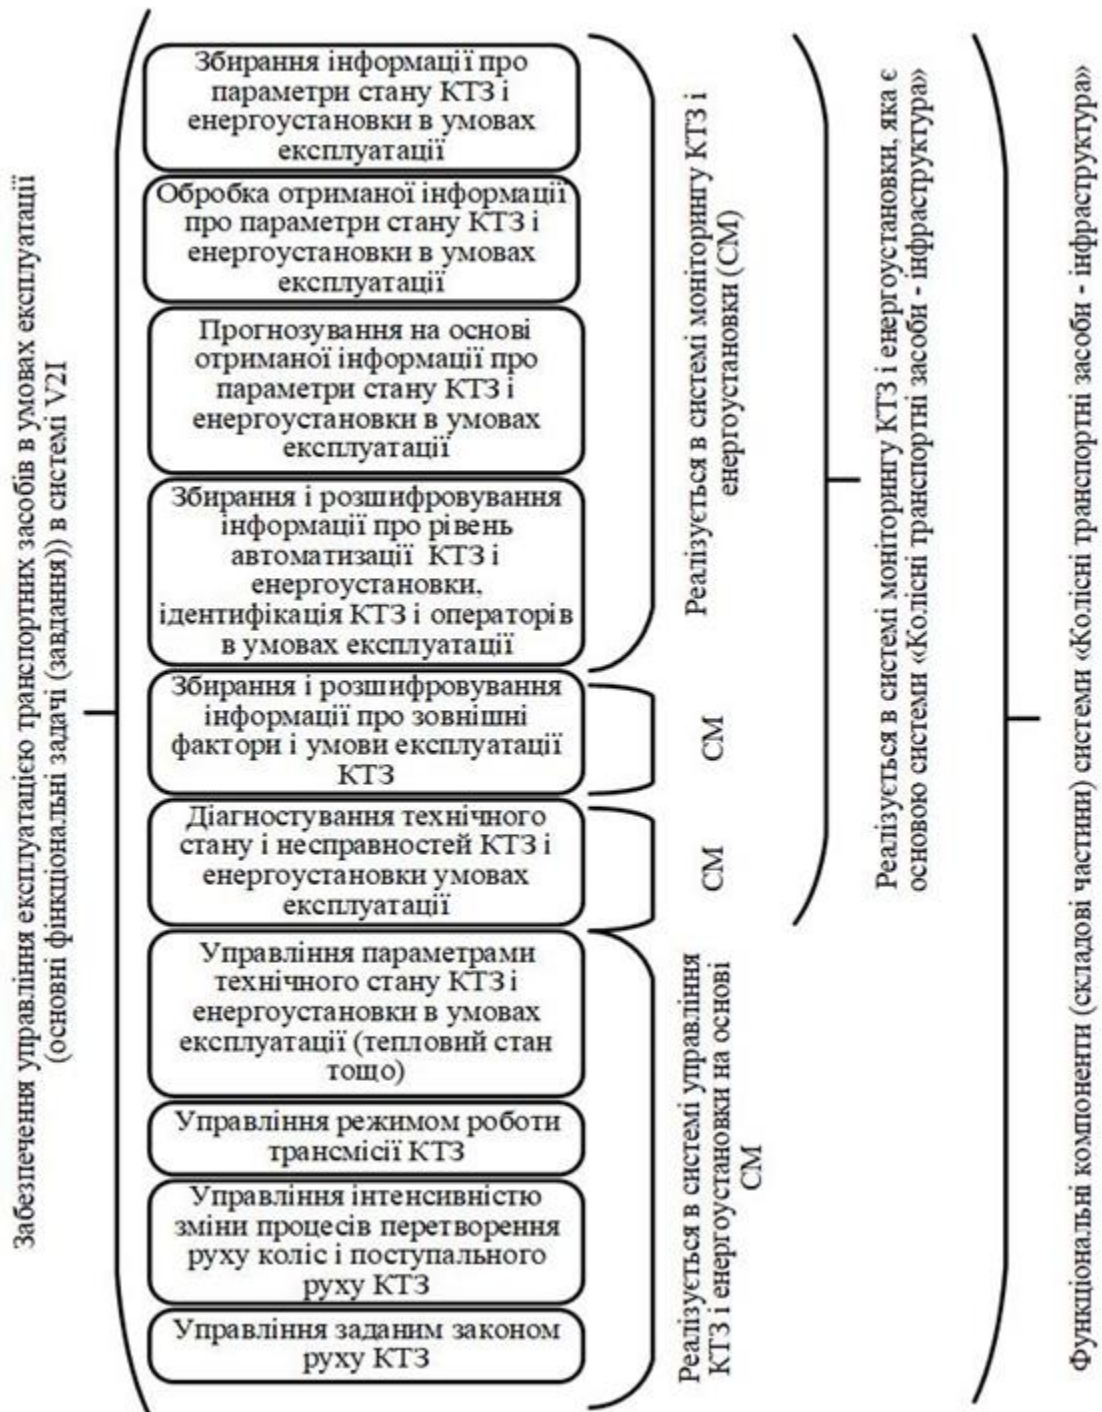 Забезпечення управління експлуатацією транспортних засобів в умовах експлуатації
(основні фінкціональні задачі (завдання)) в системі V2I
Збирання інформації про
параметри стану КТЗ і
енергоустановки в умовах
експлуатації
Обробка отриманої інформації
про параметри стану КТЗ і
енергоустановки в умовах
експлуатації
Прогнозування на основі
отриманої інформації про
параметри стану КТЗ і
енергоустановки в умовах
експлуатації
Збирання і розшифровування
інформації про рівень
автоматизації КТЗ і
енергоустановки,
ідентифікація КТЗ і операторів
в умовах експлуатації
Збирання і розшифровування
інформації про зовнішні
фактори і умови експлуатації
КТЗ
Діагностування технічного
стану і несправностей КТЗ і
енергоустановки умовах
експлуатації
Управління параметрами
технічного стану КТЗ і
енергоустановки в умовах
експлуатації (тепловий стан
тощо)
Управління режимом роботи
трансмісії КТЗ
Управління інтенсивністю
зміни процесів перетворення
руху коліс і поступального
руху КТЗ
Управління заданим законом
руху КТЗ
Реалізується в системі моніторингу КТЗ і
енергоустановки (СМ)
СМ
СМ
Реалізується в системі управління
КТЗ і енергоустановки на основі
СМ
Реалізується в системі моніторингу КТЗ і енергоустановки, яка є
основою системи «Колісні транспортні засоби - інфраструктура»
Функціональні компоненти (складові частини) системи «Колісні транспортні засоби - інфраструктура»